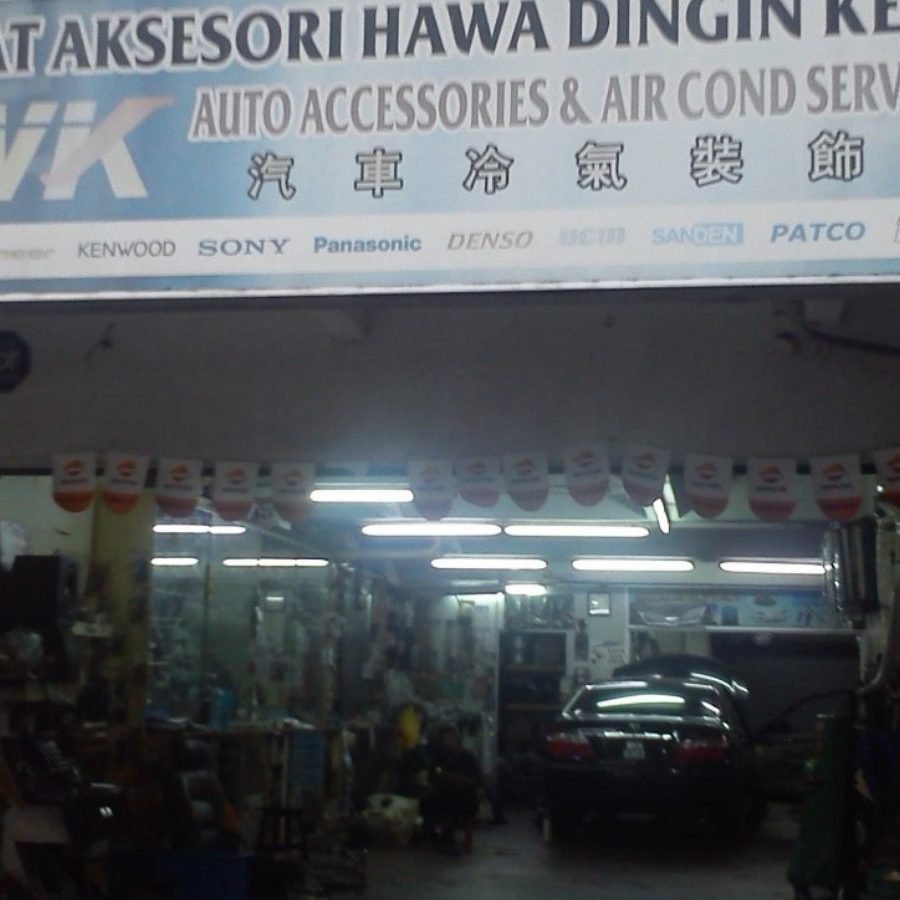 AT AKSESORI HAWA DINGIN KE
AUTO ACCESSORIES & AIR COND SERV
汽車冷氣裝飾
neer KENWOOD SONY Panasonic DENSO SANDEN PATCO